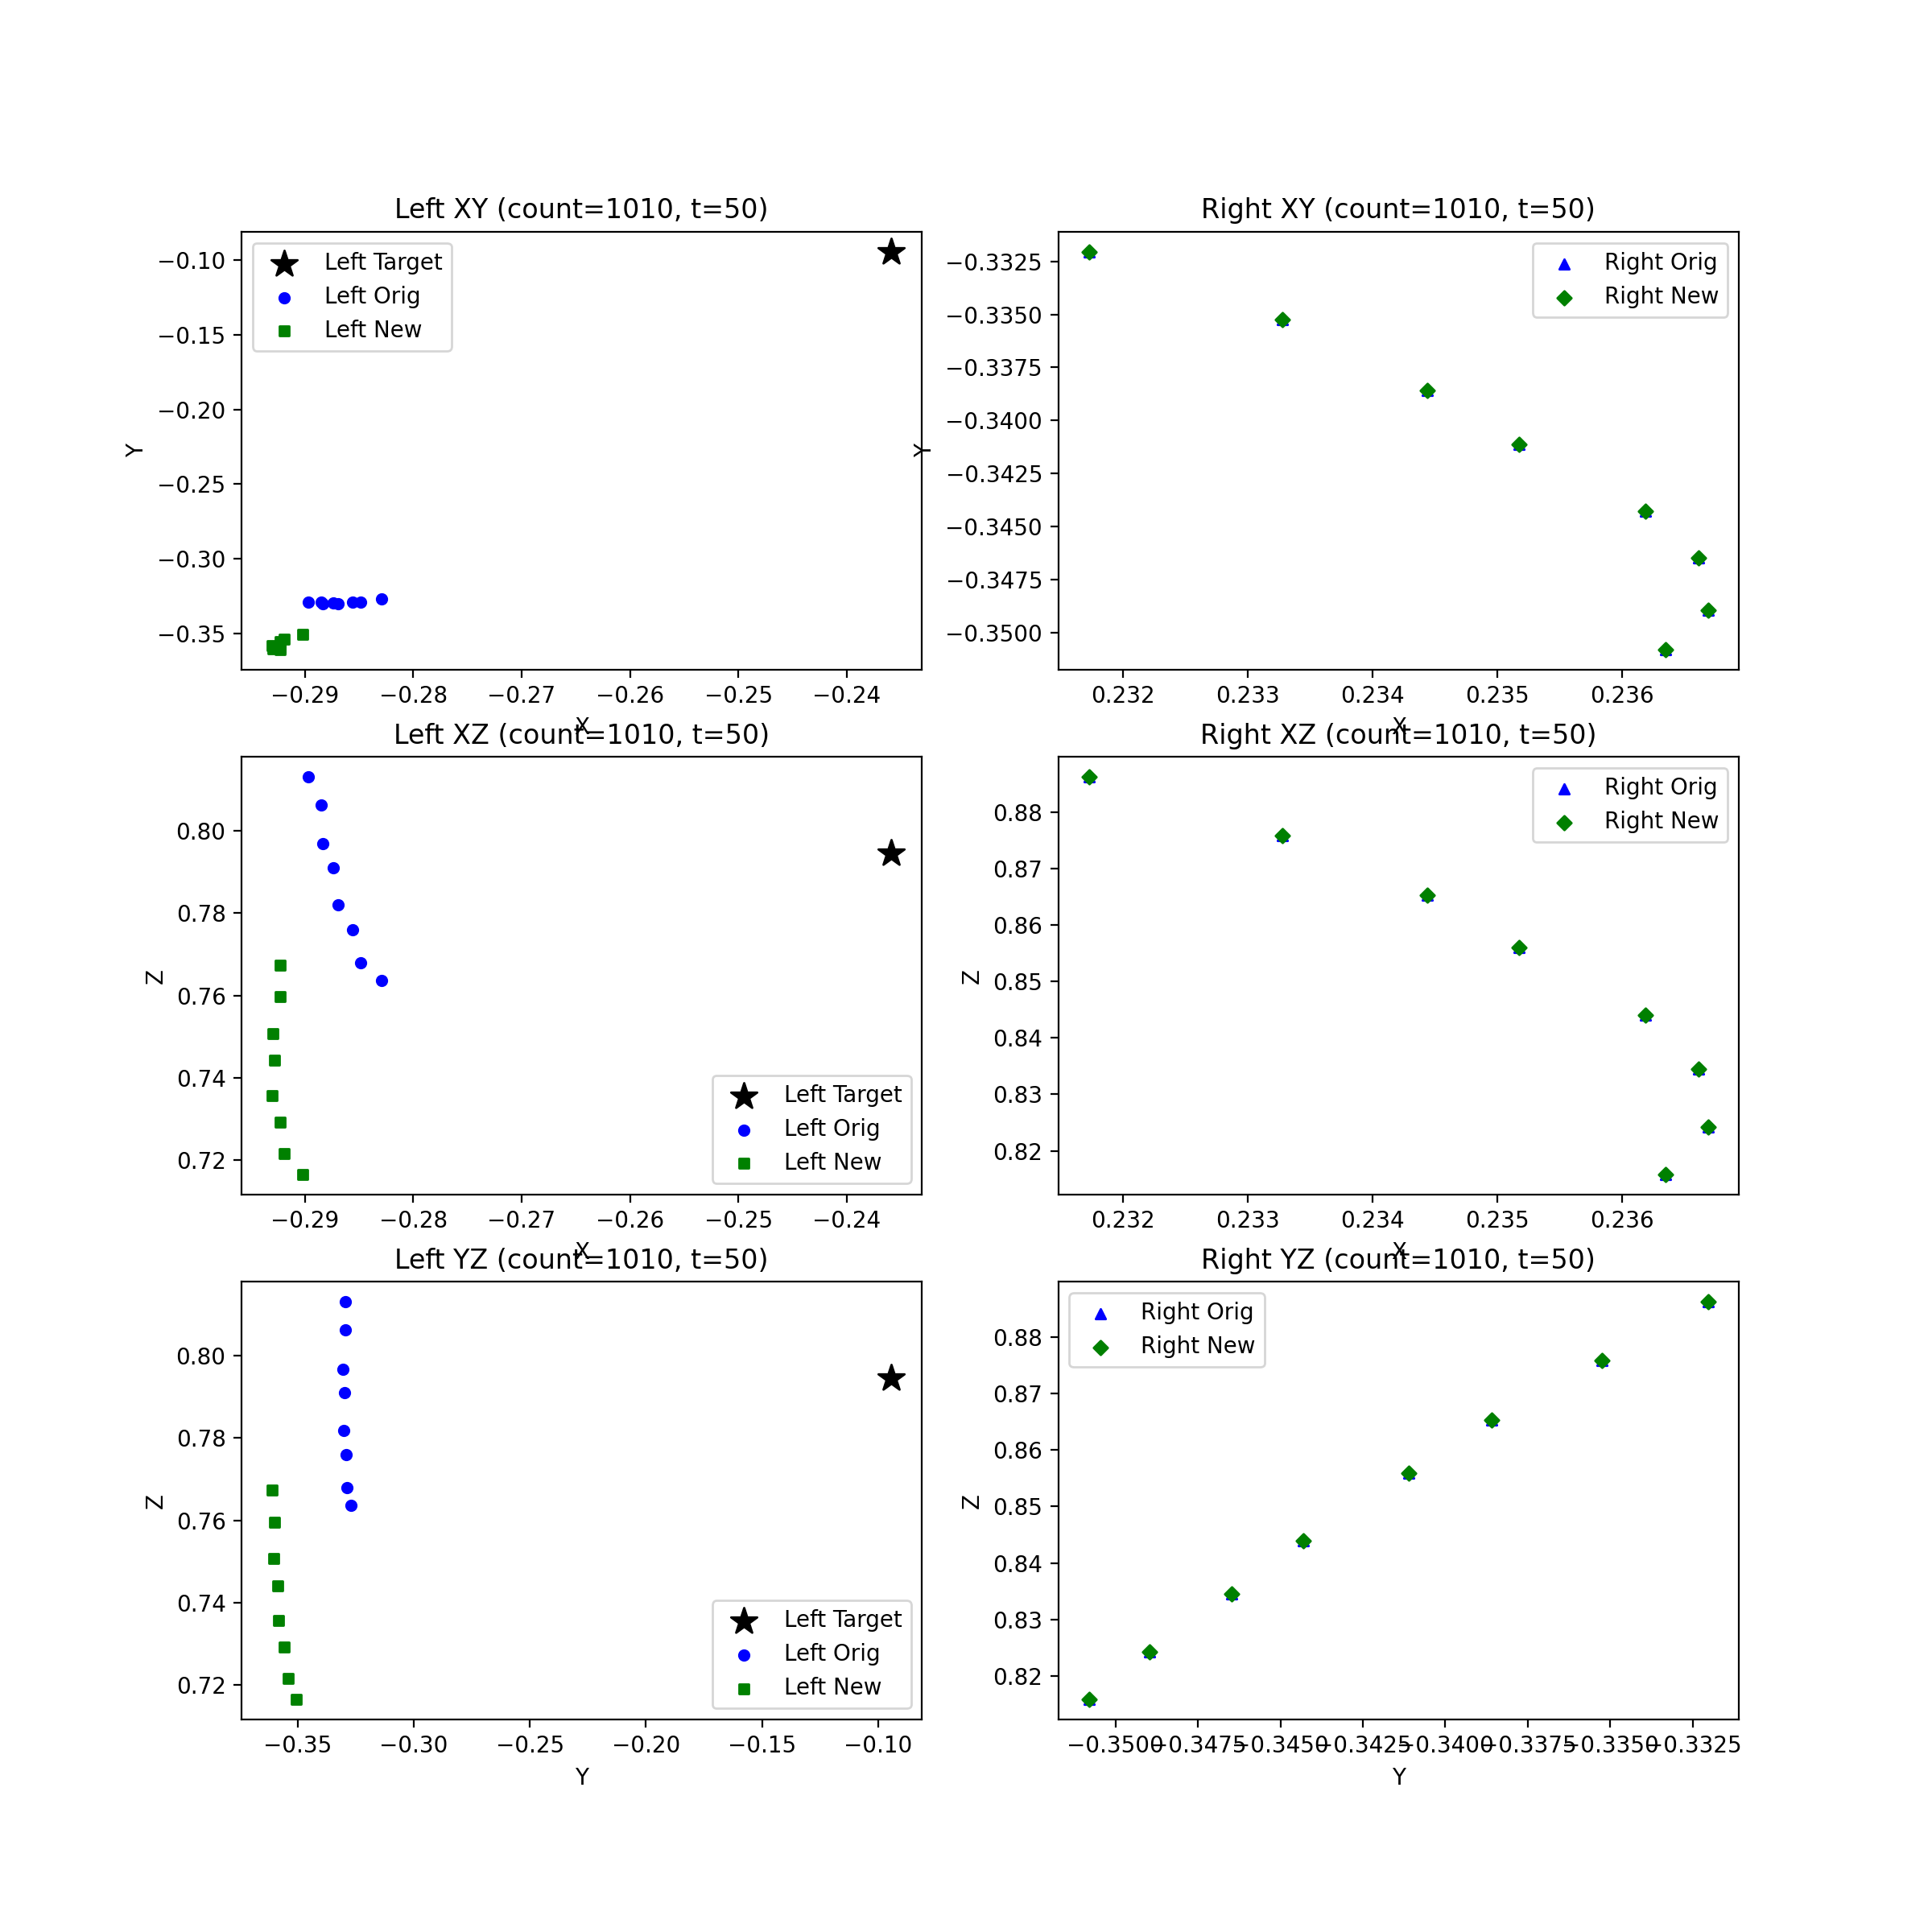 Left XY (count=1010, t=50)
Left Target
Left Orig
Left New
Y
−0.10
−0.15
−0.20
−0.25
−0.30
−0.35
−0.29
−0.28
−0.27
−0.26
−0.25
−0.24
X
Right XY (count=1010, t=50)
Right Orig
Right New
Y
−0.3325
−0.3350
−0.3375
−0.3400
−0.3425
−0.3450
−0.3475
−0.3500
0.232
0.233
0.234
0.235
0.236
X
Left XZ (count=1010, t=50)
Left Target
Left Orig
Left New
Z
0.80
0.78
0.76
0.74
0.72
−0.29
−0.28
−0.27
−0.26
−0.25
−0.24
X
Right XZ (count=1010, t=50)
Right Orig
Right New
Z
0.88
0.87
0.86
0.85
0.84
0.83
0.82
0.232
0.233
0.234
0.235
0.236
X
Left YZ (count=1010, t=50)
Left Target
Left Orig
Left New
Z
0.80
0.78
0.76
0.74
0.72
−0.35
−0.30
−0.25
−0.20
−0.15
−0.10
Y
Right YZ (count=1010, t=50)
Right Orig
Right New
Z
0.88
0.87
0.86
0.85
0.84
0.83
0.82
−0.3500
−0.3475
−0.3450
−0.3425
−0.3400
−0.3375
−0.3350
−0.3325
Y